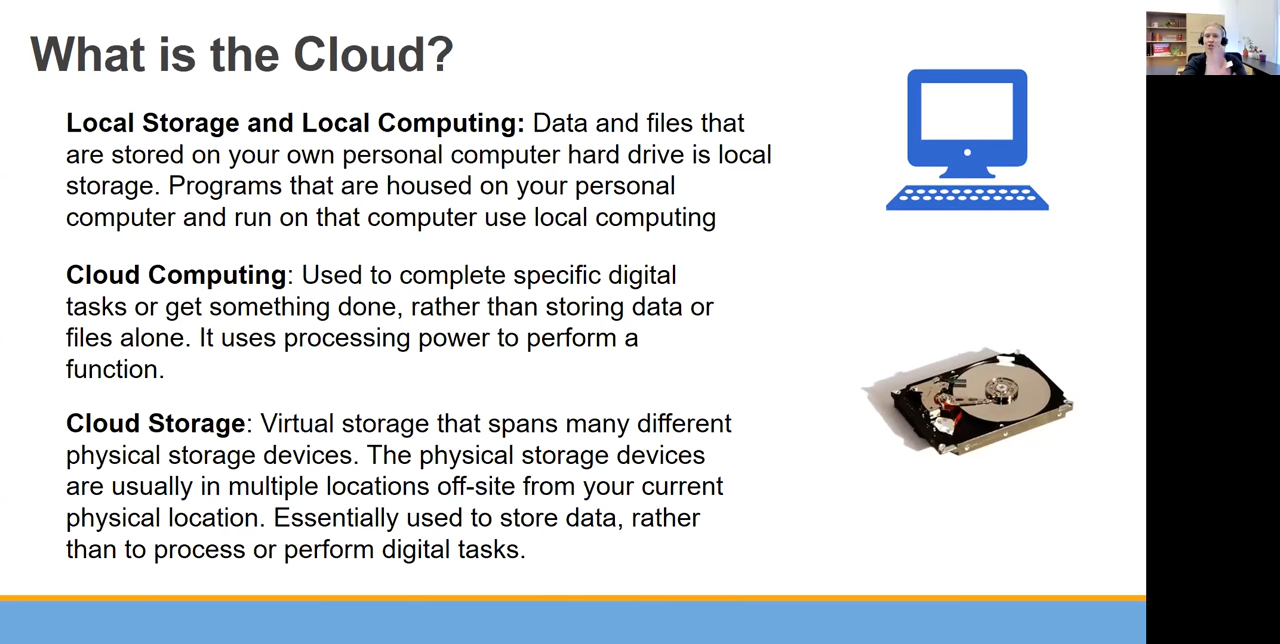 What is the Cloud?
Local Storage and Local Computing: Data and files that
are stored on your own personal computer hard drive is local
storage. Programs that are housed on your personal
computer and run on that computer use local computing
Cloud Computing: Used to complete specific digital
tasks or get something done, rather than storing data or
files alone. It uses processing power to perform a
function.
Cloud Storage: Virtual storage that spans many different
physical storage devices. The physical storage devices
are usually in multiple locations off-site from your current
physical location. Essentially used to store data, rather
than to process or perform digital tasks.